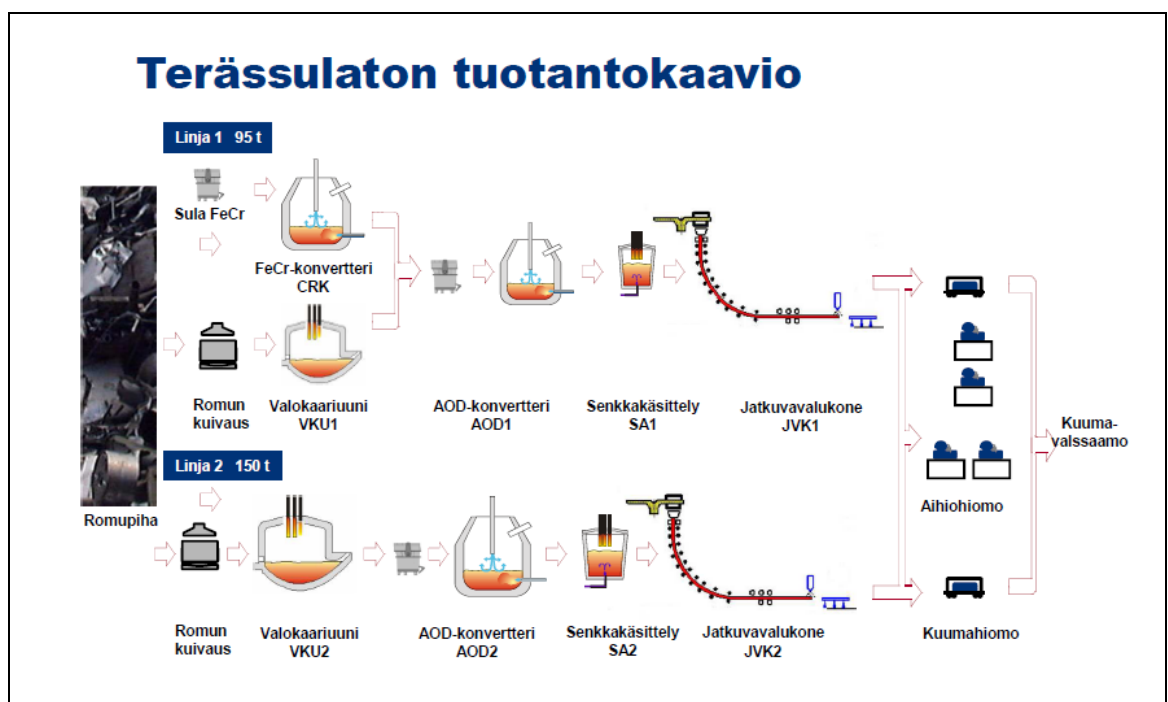 Terässulaton tuotantokaavio
Linja 1 95 t
Sula FeCr
FeCr-konvertteri
CRK
Romun
kuivaus
Valokaariuuni
VKU1
AOD-konvertteri
AOD1
Senkkakäsittely
SA1
Jatkuvavalukone
JVK1
Kuuma-
valssaamo
Linja 2 150 t
Romupiha
Aihiohiomo
Romun
kuivaus
Valokaariuuni
VKU2
AOD-konvertteri
AOD2
Senkkakäsittely
SA2
Jatkuvavalukone
JVK2
Kuumahiomo